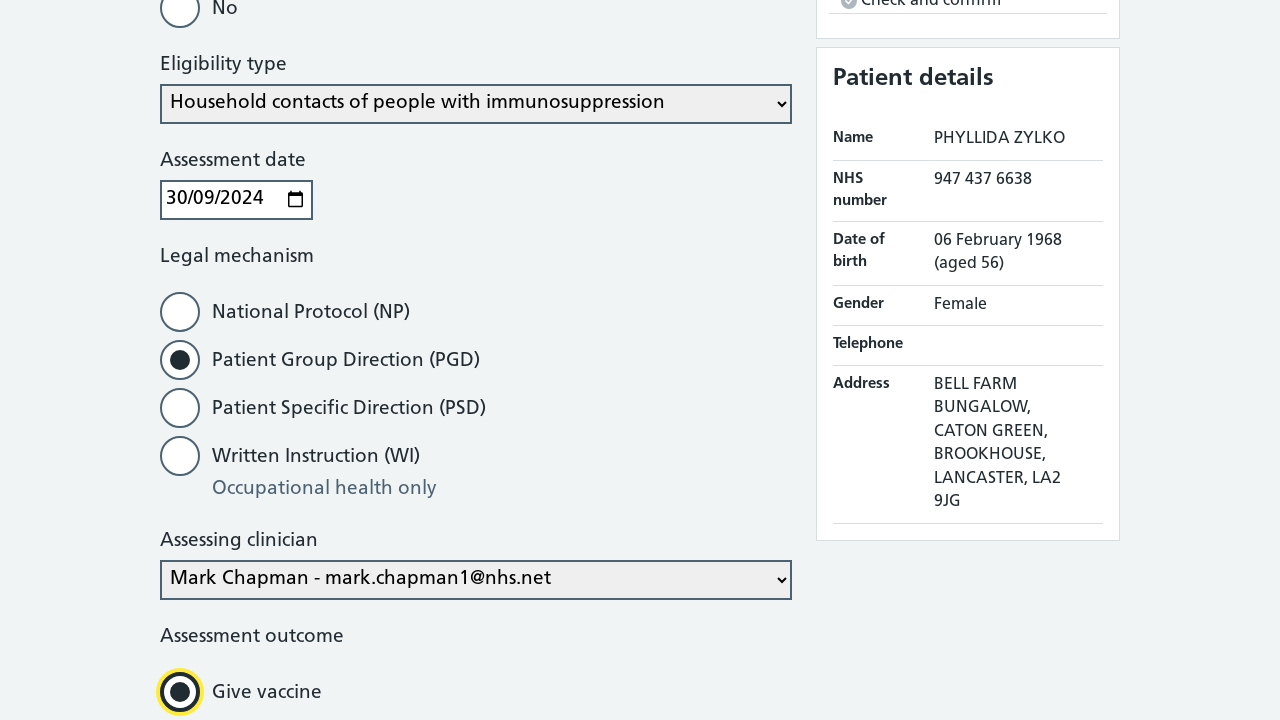 No
Eligibility type
Household contacts of people with immunosuppression
Assessment date
30/09/2024
Legal mechanism
National Protocol (NP)
Patient Group Direction (PGD)
Patient Specific Direction (PSD)
Written Instruction (WI)
Occupational health only
Assessing clinician
Mark Chapman - mark.chapman1@nhs.net
Assessment outcome
Give vaccine
Check and confirm
Patient details
Name PHYLLIDA ZYLKO
NHS number 947 437 6638
Date of birth 06 February 1968 (aged 56)
Gender Female
Telephone
Address BELL FARM
BUNGALOW,
CATON GREEN,
BROOKHOUSE,
LANCASTER, LA2
9JG